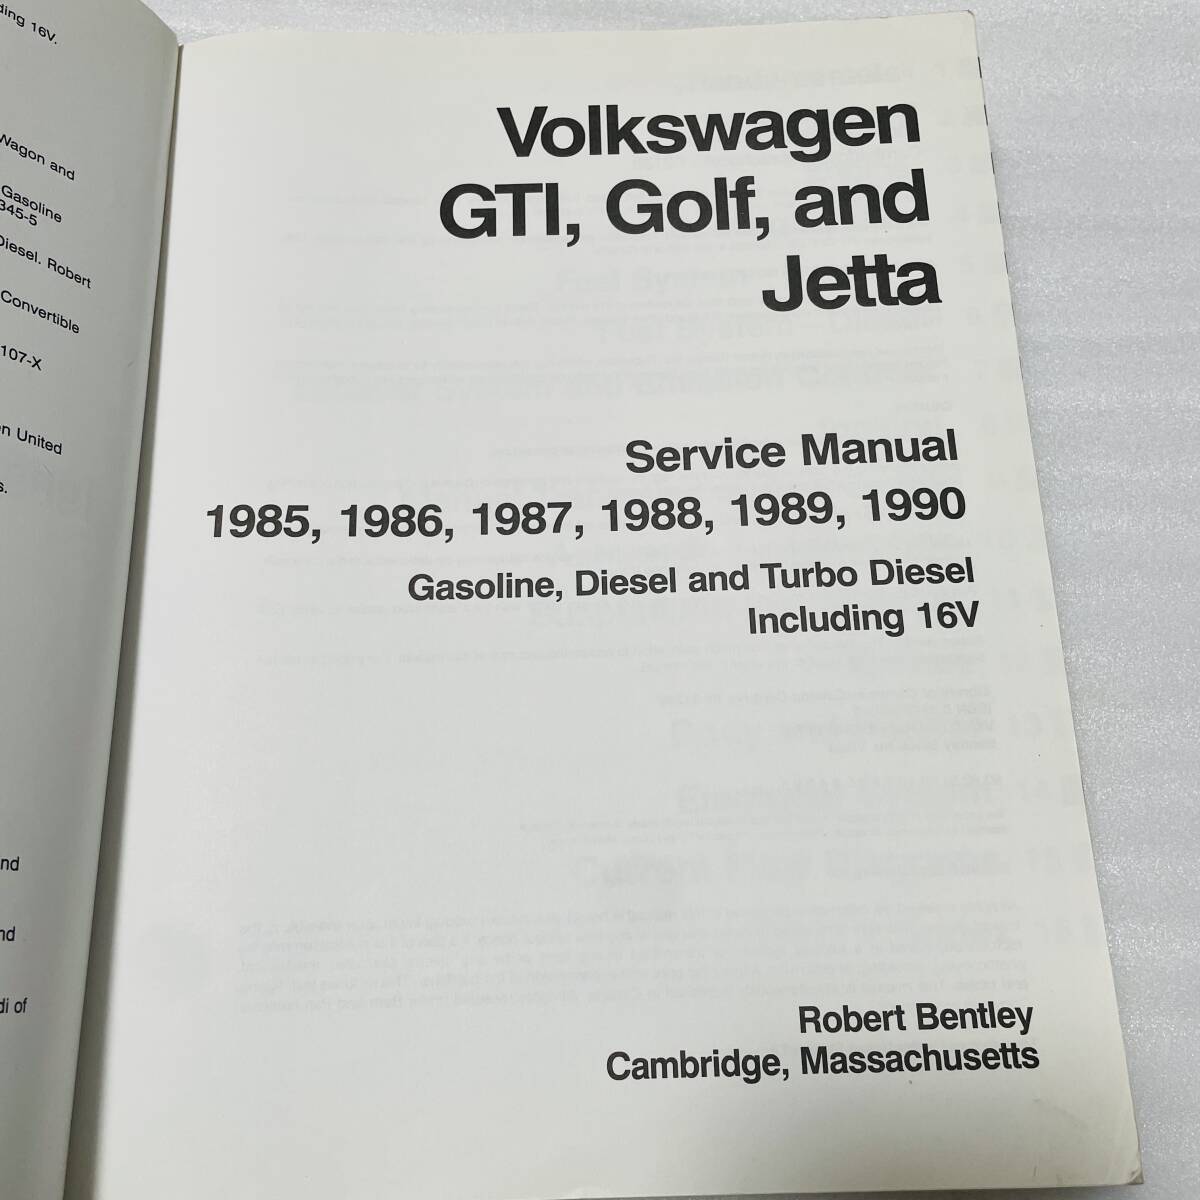 ding 16V.
Wagon and
Gasoline
345-5
Diesel. Robert
Convertible
107-X
United
nd
nd
di of
Volkswagen
GTI, Golf, and
Jetta
Service Manual
1985, 1986, 1987, 1988, 1989, 1990
Gasoline, Diesel and Turbo Diesel
Including 16V
Robert Bentley
Cambridge, Massachusetts